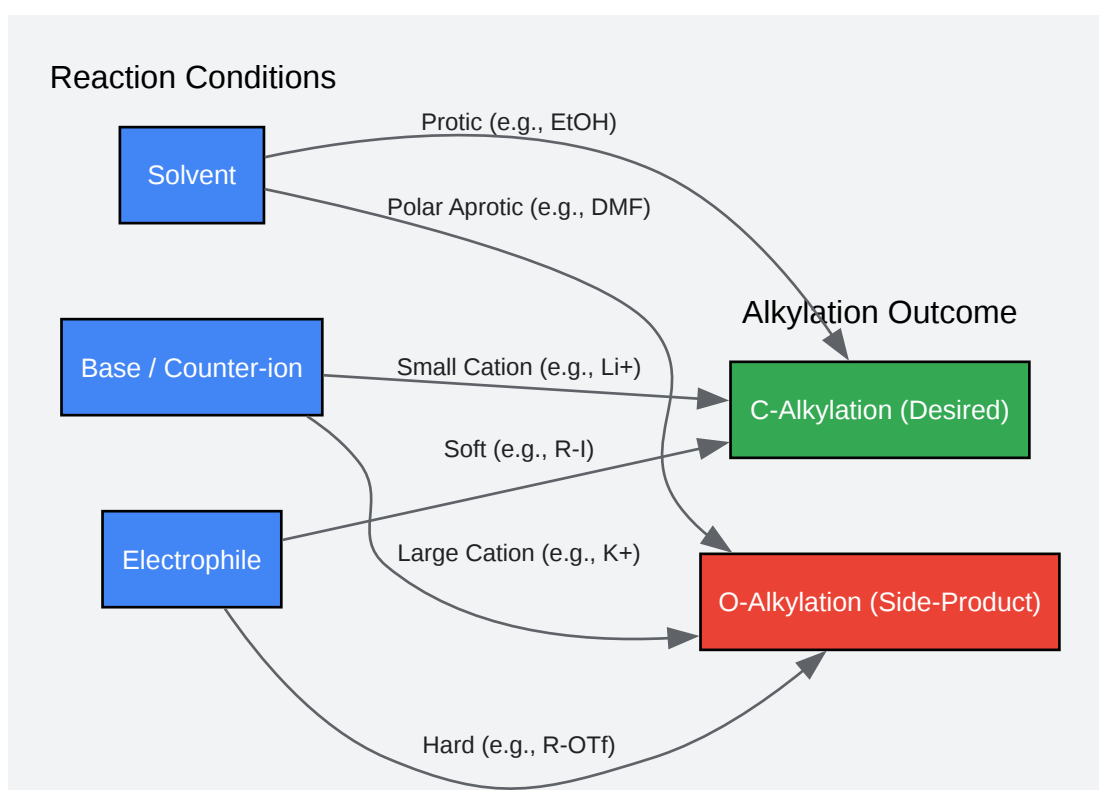 Reaction Conditions
Protic (e.g., EtOH)
Solvent
Polar Aprotic (e.g., DMF)
Alkylation Outcome
Base / Counter-ion
Small Cation (e.g., Li+)
C-Alkylation (Desired)
Soft (e.g., R-I)
Electrophile
Large Cation (e.g., K+)
O-Alkylation (Side-Product)
Hard (e.g., R-OTf)